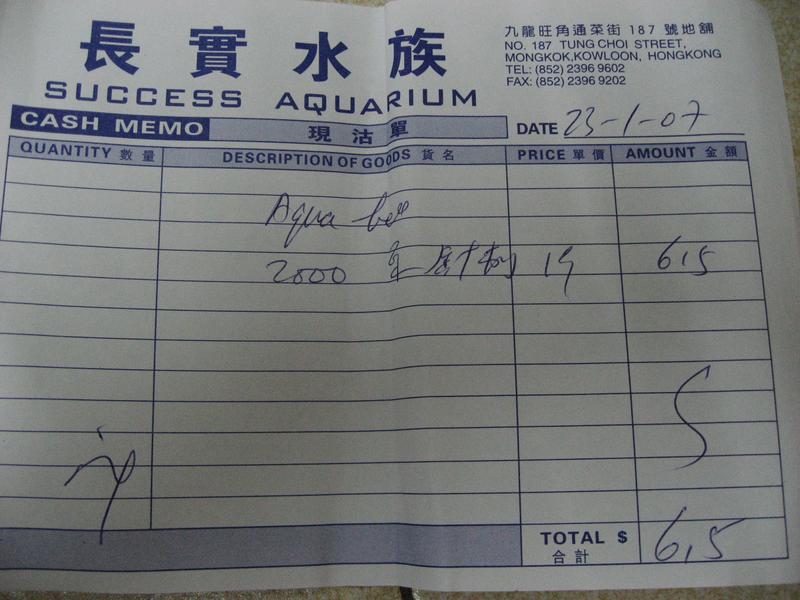 長實水族
SUCCESS AQUARIUM
九龍旺角通菜街 187 號地舖
NO. 187 TUNG CHOI STREET,
MONGKOK,KOWLOON, HONGKONG
TEL: (852) 2396 9602
FAX: (852) 2396 9202
CASH MEMO 現沽單 DATE 23-1-07
QUANTITY 數量 DESCRIPTION OF GOODS 貨名 PRICE 單價 AMOUNT 金額
Aqua
2000 615
TOTAL $ 615
合計